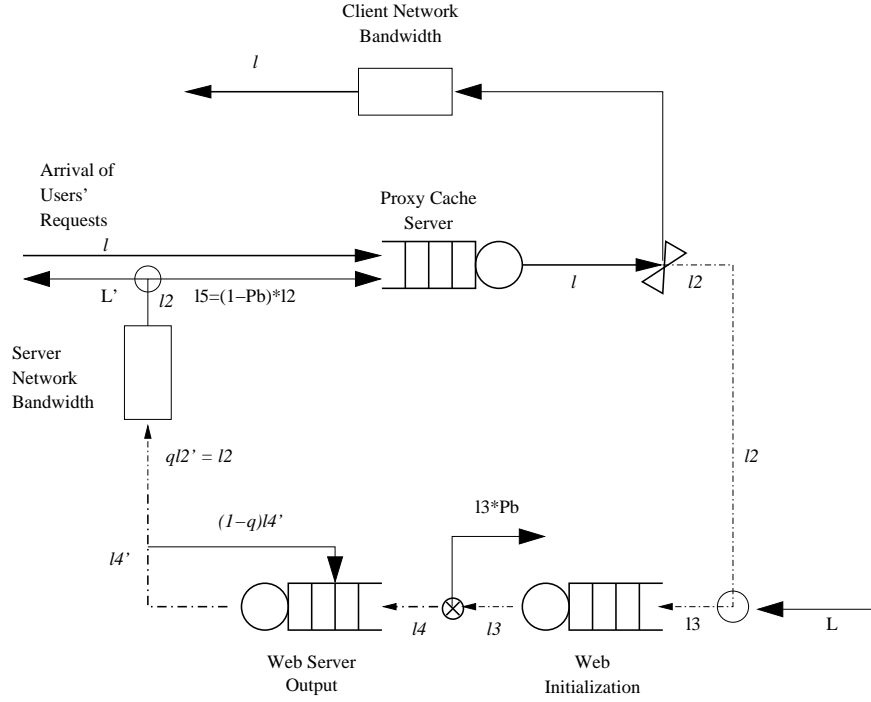 Client Network
Bandwidth
l
Arrival of
Users'
Requests
Proxy Cache
Server
l
l
l2
L'
l2
l5=(1−Pb)*l2
Server
Network
Bandwidth
ql2' = l2
l2
(1−q)l4'
l3*Pb
l4'
l4
l3
l3
L
Web Server
Output
Web
Initialization